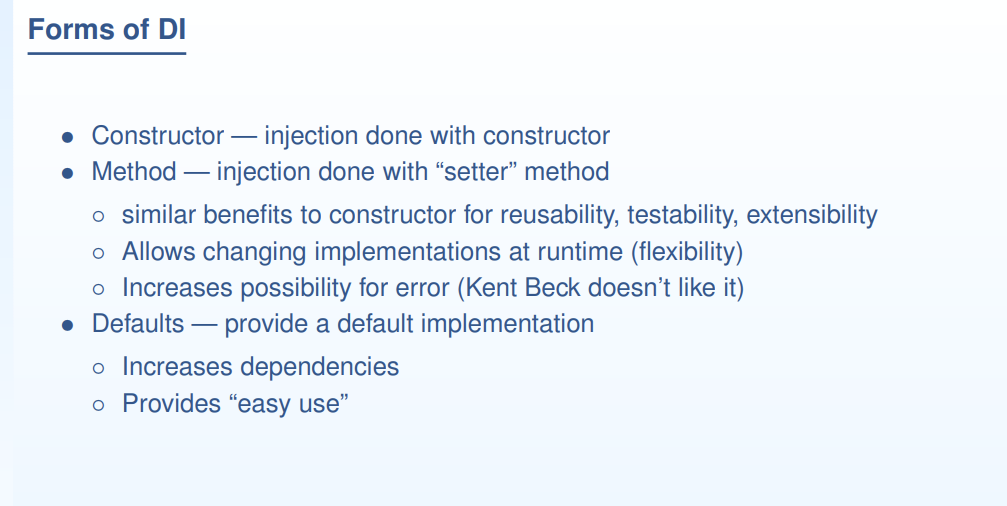 Forms of DI
● Constructor — injection done with constructor
● Method — injection done with “setter” method
○ similar benefits to constructor for reusability, testability, extensibility
○ Allows changing implementations at runtime (flexibility)
○ Increases possibility for error (Kent Beck doesn’t like it)
● Defaults — provide a default implementation
○ Increases dependencies
○ Provides “easy use”